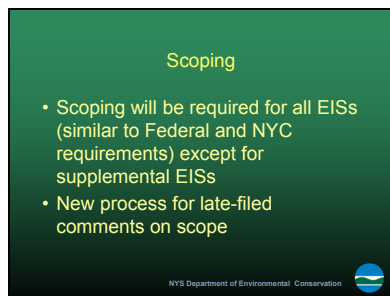 Scoping
• Scoping will be required for all EISs
(similar to Federal and NYC
requirements) except for
supplemental EISs
• New process for late-filed
comments on scope
NYS Department of Environmental Conservation